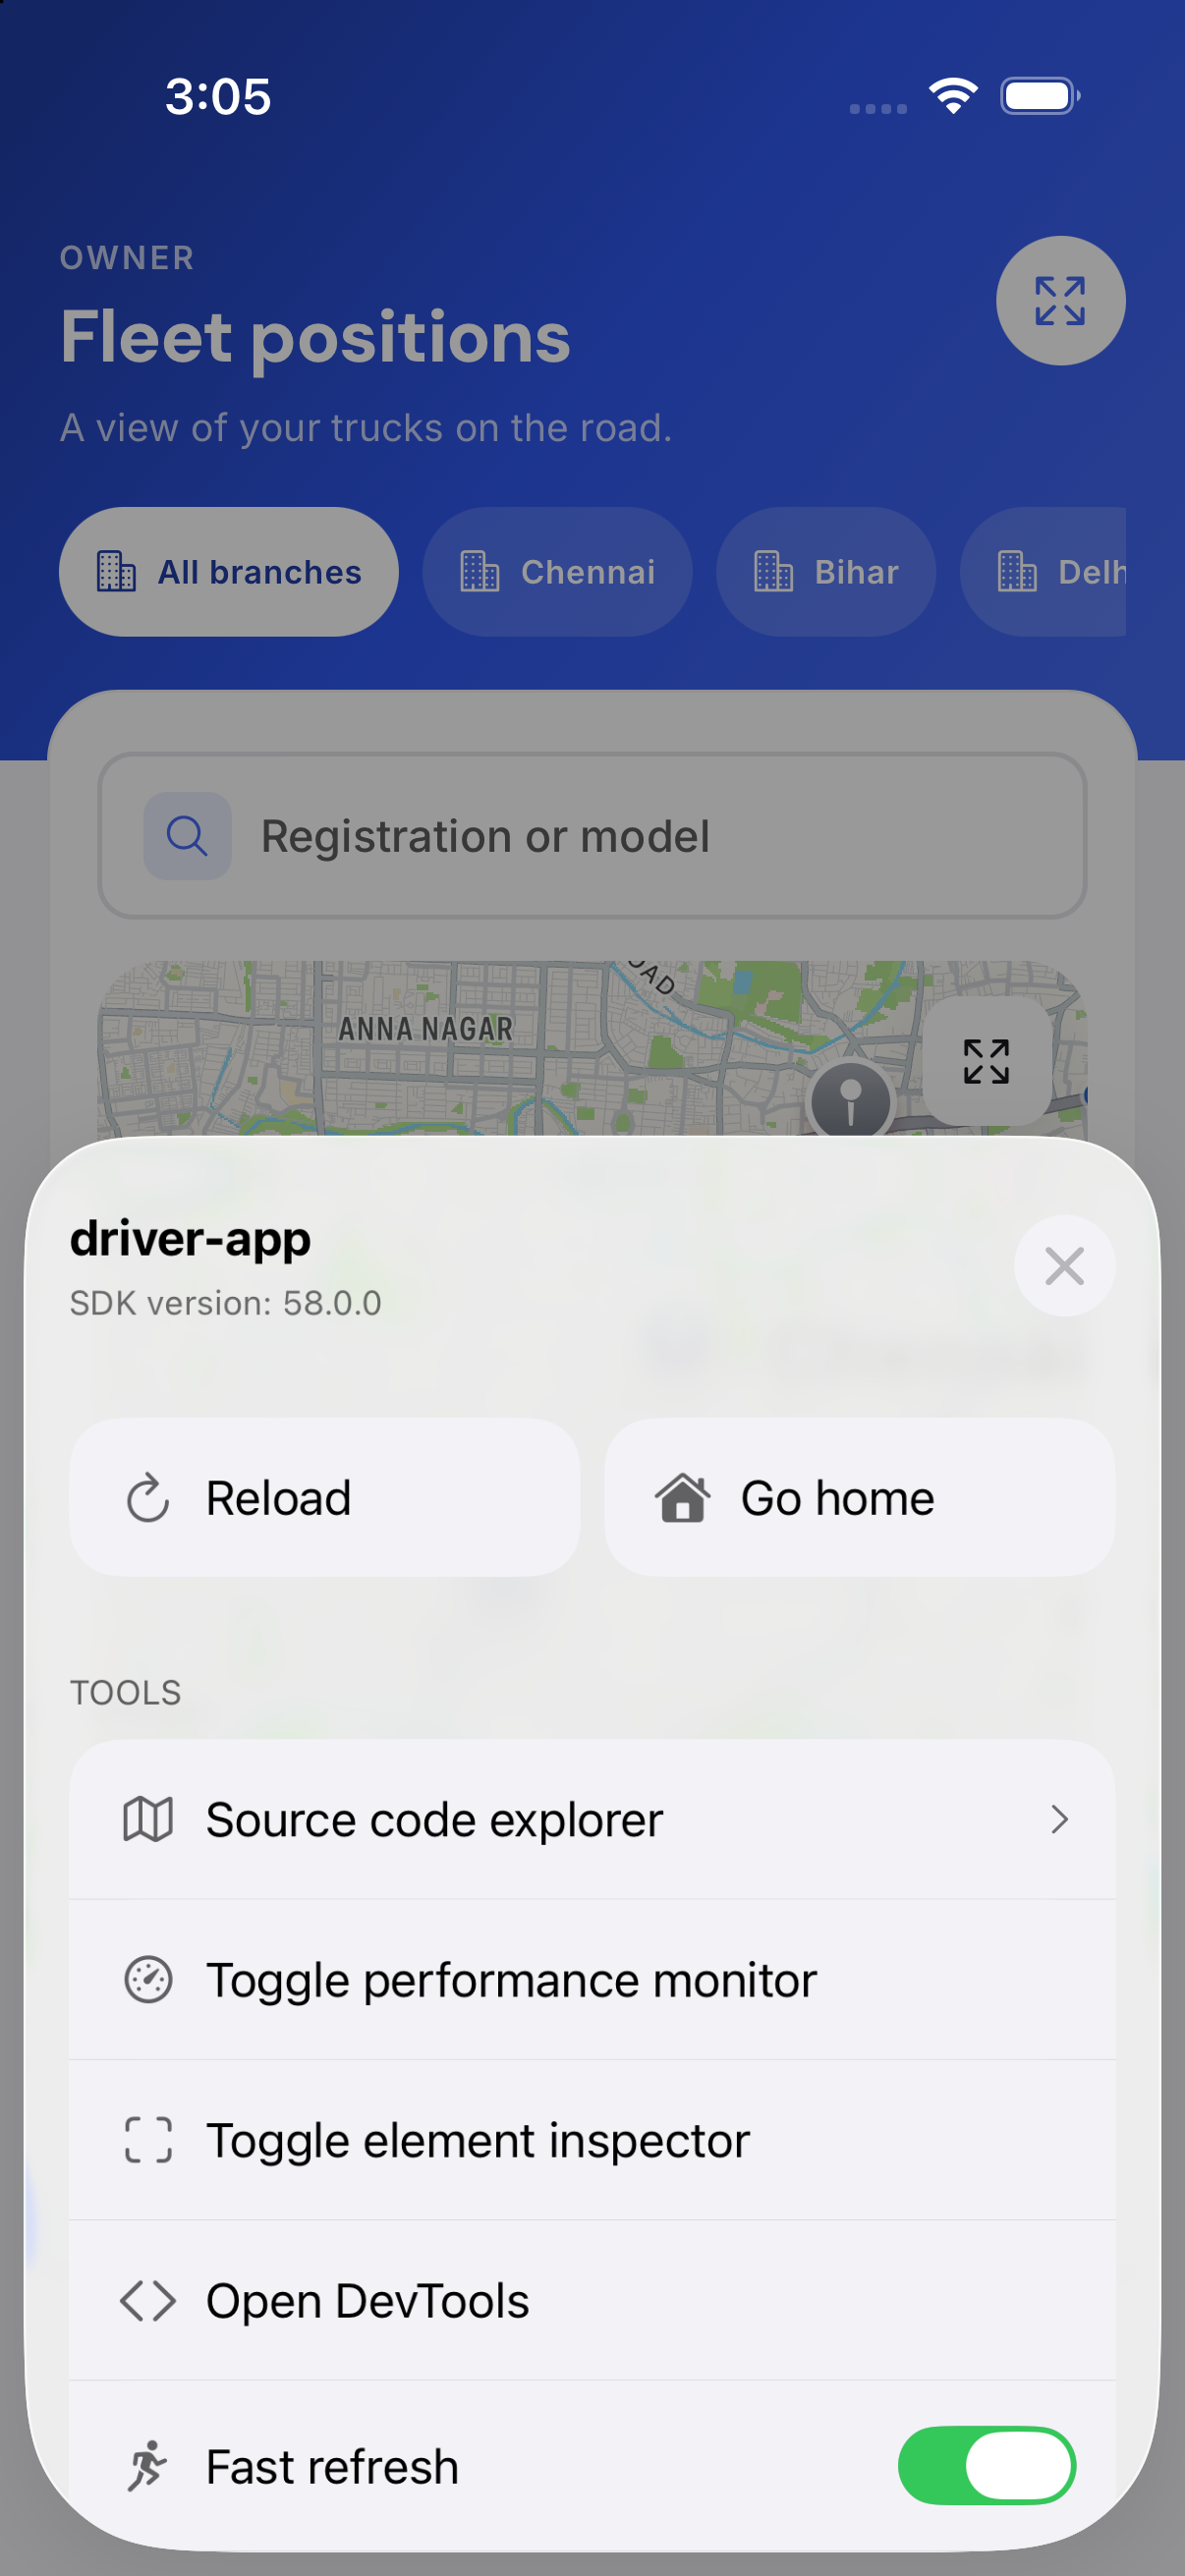 3:05
OWNER
Fleet positions
A view of your trucks on the road.
All branches
Chennai
Bihar
Delh
Registration or model
OAD
ANNA NAGAR
driver-app
SDK version: 58.0.0
Reload
Go home
TOOLS
Source code explorer
Toggle performance monitor
Toggle element inspector
Open DevTools
Fast refresh